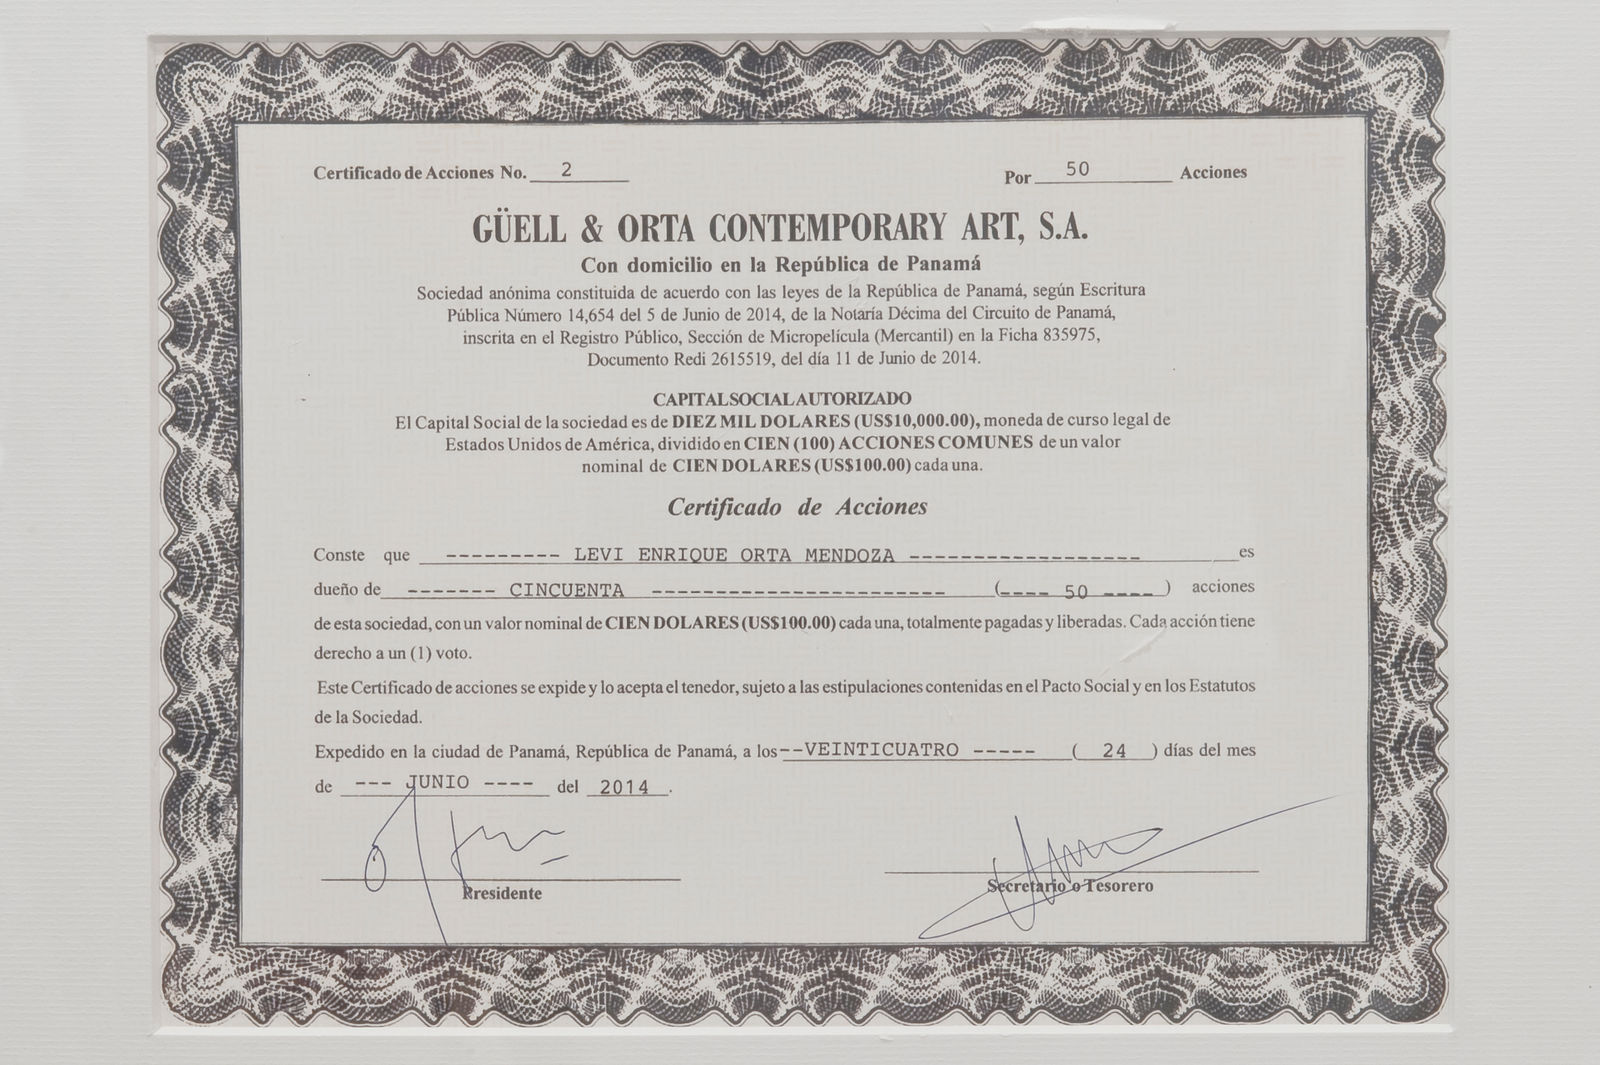 Certificado de Acciones No. 2 Por 50 Acciones
GÜELL & ORTA CONTEMPORARY ART, S.A.
Con domicilio en la República de Panamá
Sociedad anónima constituida de acuerdo con las leyes de la República de Panamá, según Escritura
Pública Número 14,654 del 5 de Junio de 2014, de la Notaría Décima del Circuito de Panamá,
inscrita en el Registro Público, Sección de Micropelícula (Mercantil) en la Ficha 835975,
Documento Redi 2615519, del día 11 de Junio de 2014.
CAPITAL SOCIAL AUTORIZADO
El Capital Social de la sociedad es de DIEZ MIL DOLARES (US$10,000.00), moneda de curso legal de
Estados Unidos de América, dividido en CIEN (100) ACCIONES COMUNES de un valor
nominal de CIEN DOLARES (US$100.00) cada una.
Certificado de Acciones
Conste que --------- LEVI ENRIQUE ORTA MENDOZA ------------------ es
dueño de ------- CINCUENTA ----------------------- (---- 50 ----) acciones
de esta sociedad, con un valor nominal de CIEN DOLARES (US$100.00) cada una, totalmente pagadas y liberadas. Cada acción tiene
derecho a un (1) voto.
Este Certificado de acciones se expide y lo acepta el tenedor, sujeto a las estipulaciones contenidas en el Pacto Social y en los Estatutos
de la Sociedad.
Expedido en la ciudad de Panamá, República de Panamá, a los --VEINTICUATRO ----- ( 24 ) días del mes
de --- JUNIO ---- del 2014.
Presidente Secretario o Tesorero